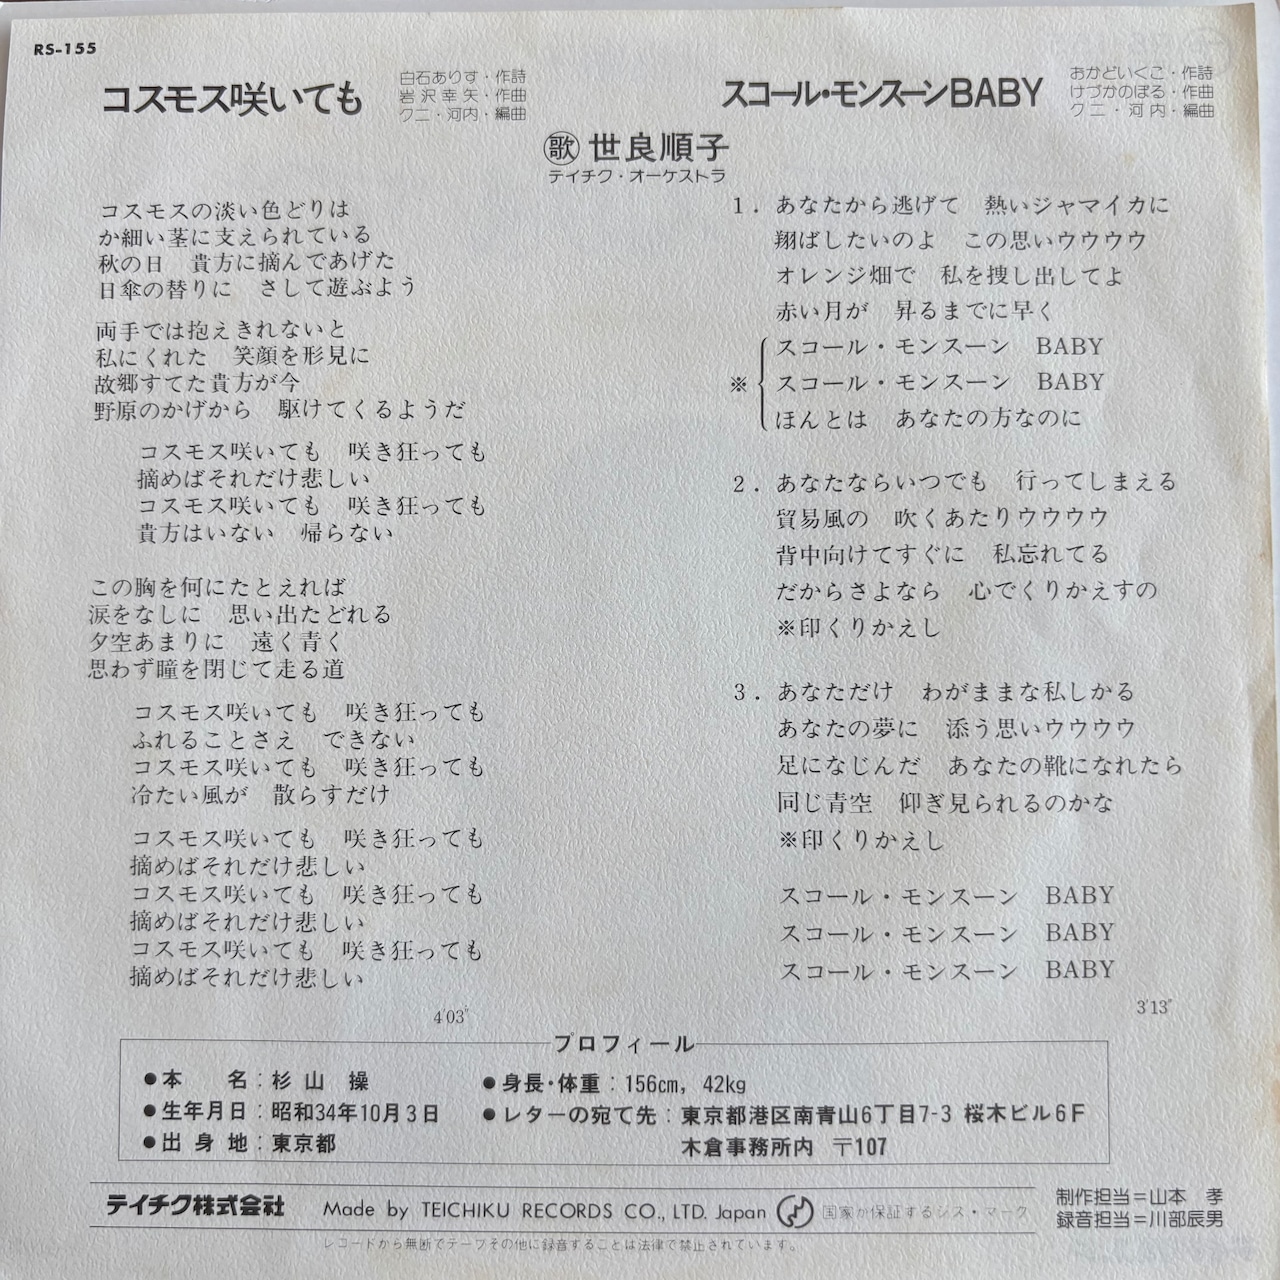 RS-155
コスモス咲いても
白石ありす・作詩
岩沢幸矢・作曲
クニ・河内・編曲
スコール・モンスーンBABY
おかどいくこ・作詩
けづかのぼる・作曲
クニ・河内・編曲
歌 世良順子
テイチク・オーケストラ
コスモスの淡い色どりは
か細い茎に支えられている
秋の日　貴方に摘んであげた
日傘の替りに　さして遊ぶよう
両手では抱えきれないと
私にくれた　笑顔を形見に
故郷すてた貴方が今
野原のかげから　駆けてくるようだ
コスモス咲いても　咲き狂っても
摘めばそれだけ悲しい
コスモス咲いても　咲き狂っても
貴方はいない　帰らない
この胸を何にたとえれば
涙をなしに　思い出たどれる
夕空あまりに　遠く青く
思わず瞳を閉じて走る道
コスモス咲いても　咲き狂っても
ふれることさえ　できない
コスモス咲いても　咲き狂っても
冷たい風が　散らすだけ
コスモス咲いても　咲き狂っても
摘めばそれだけ悲しい
コスモス咲いても　咲き狂っても
摘めばそれだけ悲しい
コスモス咲いても　咲き狂っても
摘めばそれだけ悲しい
4'03"
1．あなたから逃げて　熱いジャマイカに
翔ばしたいのよ　この思いウウウウ
オレンジ畑で　私を捜し出してよ
赤い月が　昇るまでに早く
スコール・モンスーン　BABY
※ スコール・モンスーン　BABY
ほんとは　あなたの方なのに
2．あなたならいつでも　行ってしまえる
貿易風の　吹くあたりウウウウ
背中向けてすぐに　私忘れてる
だからさよなら　心でくりかえすの
※印くりかえし
3．あなただけ　わがままな私しかる
あなたの夢に　添う思いウウウウ
足になじんだ　あなたの靴になれたら
同じ青空　仰ぎ見られるのかな
※印くりかえし
スコール・モンスーン　BABY
スコール・モンスーン　BABY
スコール・モンスーン　BABY
3'13"
プロフィール
●本　名：杉山　操
●生年月日：昭和34年10月3日
●出身地：東京都
●身長・体重：156cm，42kg
●レターの宛て先：東京都港区南青山6丁目7-3 桜木ビル6F
木倉事務所内　〒107
テイチク株式会社
Made by TEICHIKU RECORDS CO., LTD. Japan
国家が保証するジス・マーク
制作担当＝山本　孝
録音担当＝川部辰男
レコードから無断でテープその他に録音することは法律で禁止されています。